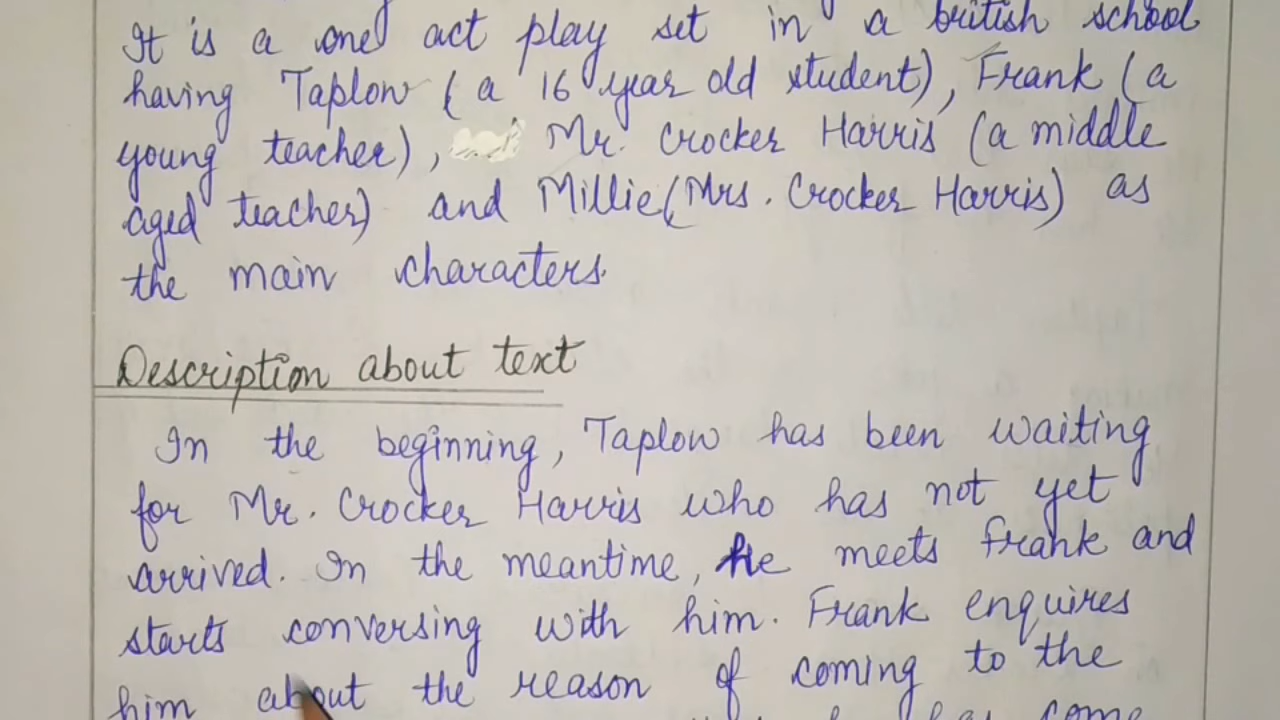 It is a one act play set in a british school
having Taplow ( a 16 year old student), Frank ( a
young teacher), Mr. Crocker Harris (a middle
aged teacher) and Millie (Mrs. Crocker Harris) as
the main characters.
Description about text
In the beginning, Taplow has been waiting
for Mr. Crocker Harris who has not yet
arrived. In the meantime, he meets Frank and
starts conversing with him. Frank enquires
him about the reason of coming to the
has come